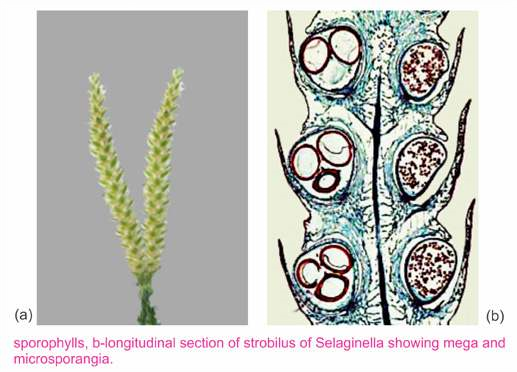 (a)
(b)
sporophylls, b-longitudinal section of strobilus of Selaginella showing mega and
microsporangia.